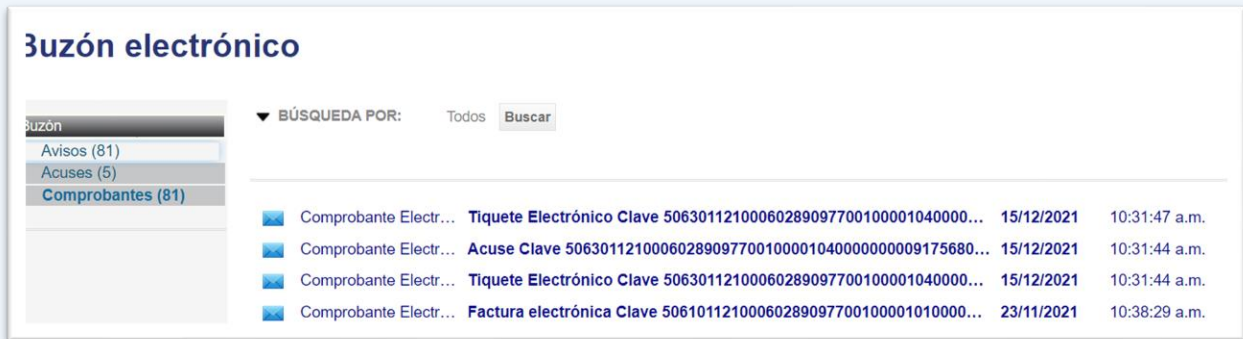 Buzón electrónico
▼ BÚSQUEDA POR: Todos Buscar
Buzón
Avisos (81)
Acuses (5)
Comprobantes (81)
Comprobante Electr... Tiquete Electrónico Clave 506301121000602890977001000010400000... 15/12/2021 10:31:47 a.m.
Comprobante Electr... Acuse Clave 50630112100060289097700100001040000000009175680... 15/12/2021 10:31:44 a.m.
Comprobante Electr... Tiquete Electrónico Clave 506301121000602890977001000010400000... 15/12/2021 10:31:44 a.m.
Comprobante Electr... Factura electrónica Clave 50610112100060289097700100001010000... 23/11/2021 10:38:29 a.m.